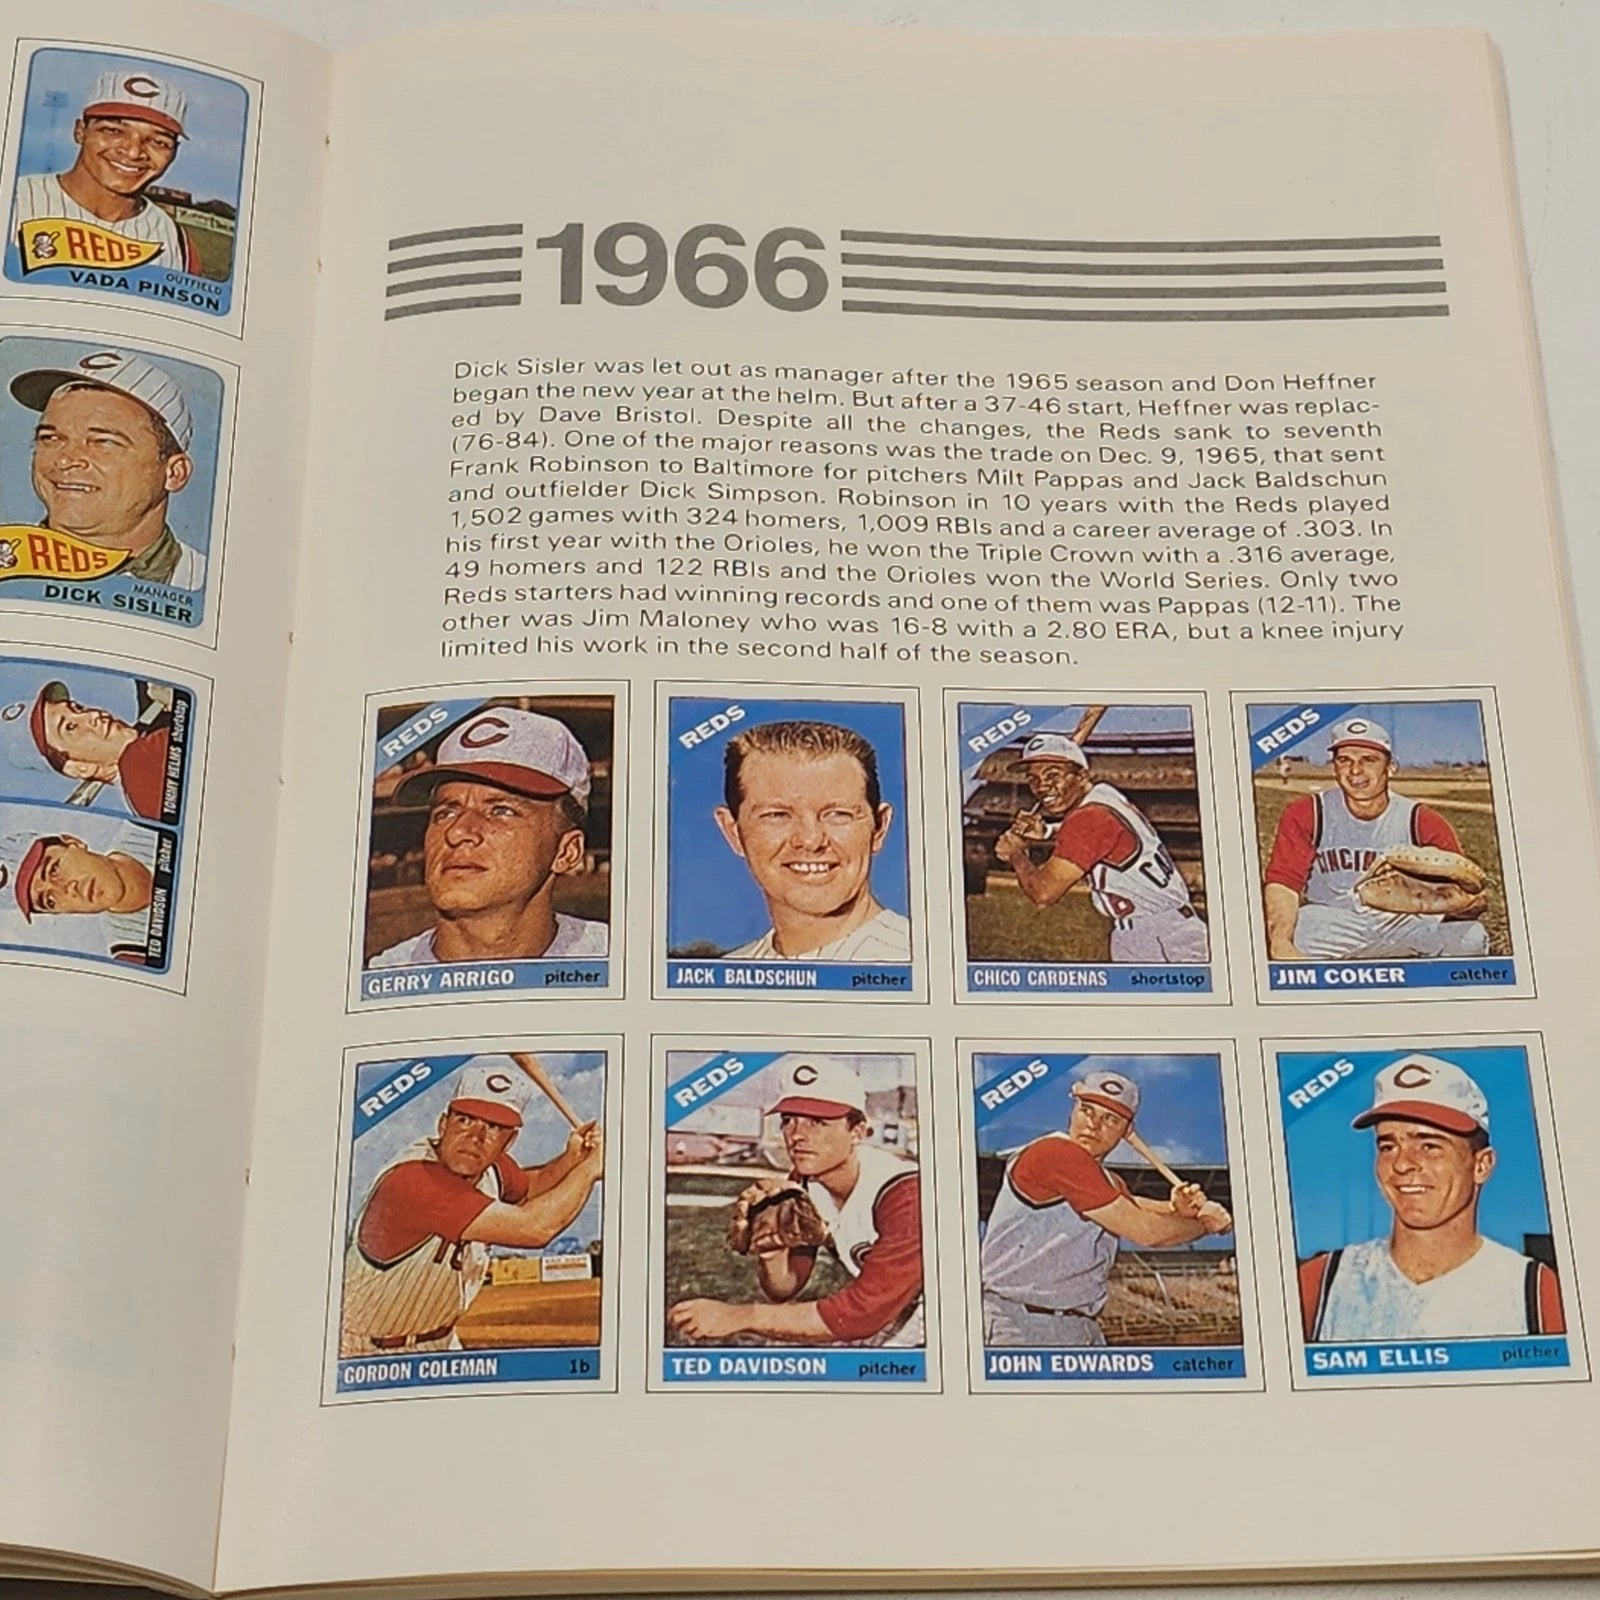 REDS
OUTFIELD
VADA PINSON
REDS
MANAGER
DICK SISLER
TOMMY HELMS shortstop
TED DAVIDSON pitcher
1966
Dick Sisler was let out as manager after the 1965 season and Don Heffner
began the new year at the helm. But after a 37-46 start, Heffner was replac-
ed by Dave Bristol. Despite all the changes, the Reds sank to seventh
(76-84). One of the major reasons was the trade on Dec. 9, 1965, that sent
Frank Robinson to Baltimore for pitchers Milt Pappas and Jack Baldschun
and outfielder Dick Simpson. Robinson in 10 years with the Reds played
1,502 games with 324 homers, 1,009 RBIs and a career average of .303. In
his first year with the Orioles, he won the Triple Crown with a .316 average,
49 homers and 122 RBIs and the Orioles won the World Series. Only two
Reds starters had winning records and one of them was Pappas (12-11). The
other was Jim Maloney who was 16-8 with a 2.80 ERA, but a knee injury
limited his work in the second half of the season.
REDS
C
GERRY ARRIGO pitcher
REDS
JACK BALDSCHUN pitcher
REDS
C
CHICO CARDENAS shortstop
REDS
C
JIM COKER catcher
REDS
C
GORDON COLEMAN 1b
REDS
C
TED DAVIDSON pitcher
REDS
C
JOHN EDWARDS catcher
REDS
C
SAM ELLIS pitcher